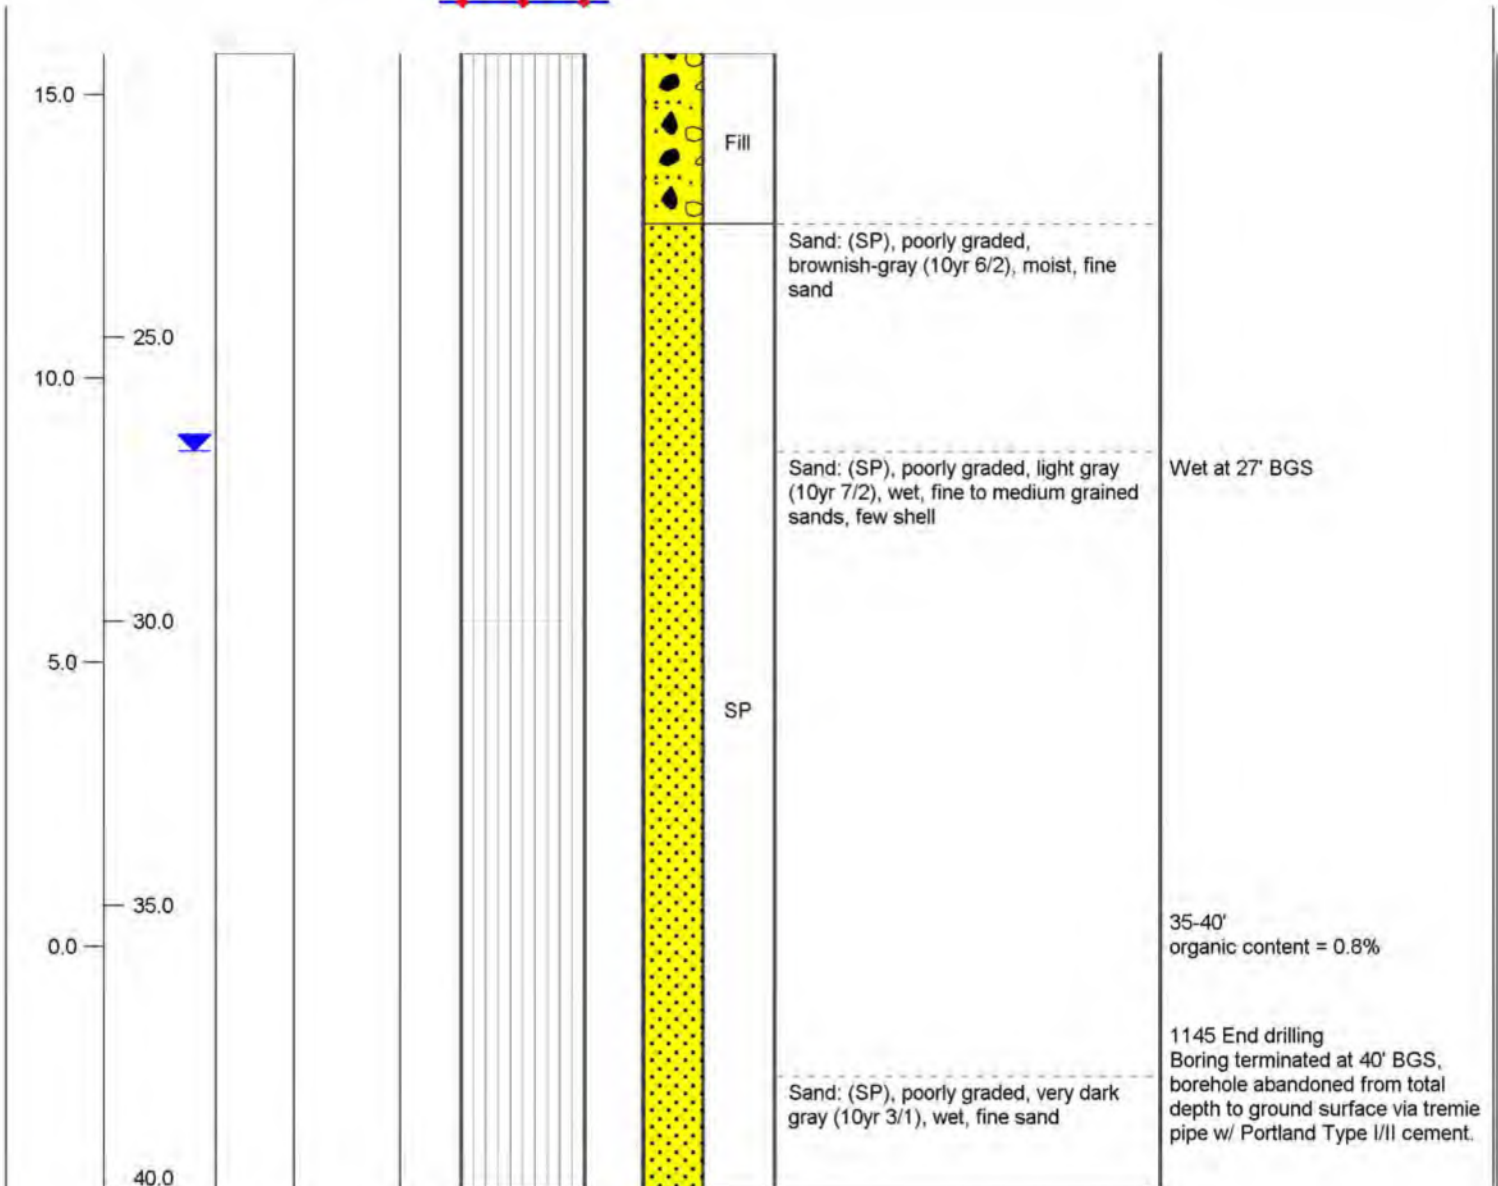 15.0
Fill
Sand: (SP), poorly graded,
brownish-gray (10yr 6/2), moist, fine
sand
25.0
10.0
Sand: (SP), poorly graded, light gray
(10yr 7/2), wet, fine to medium grained
sands, few shell
Wet at 27' BGS
30.0
5.0
SP
35.0
0.0
35-40'
organic content = 0.8%
1145 End drilling
Boring terminated at 40' BGS,
borehole abandoned from total
depth to ground surface via tremie
pipe w/ Portland Type I/II cement.
Sand: (SP), poorly graded, very dark
gray (10yr 3/1), wet, fine sand
40.0